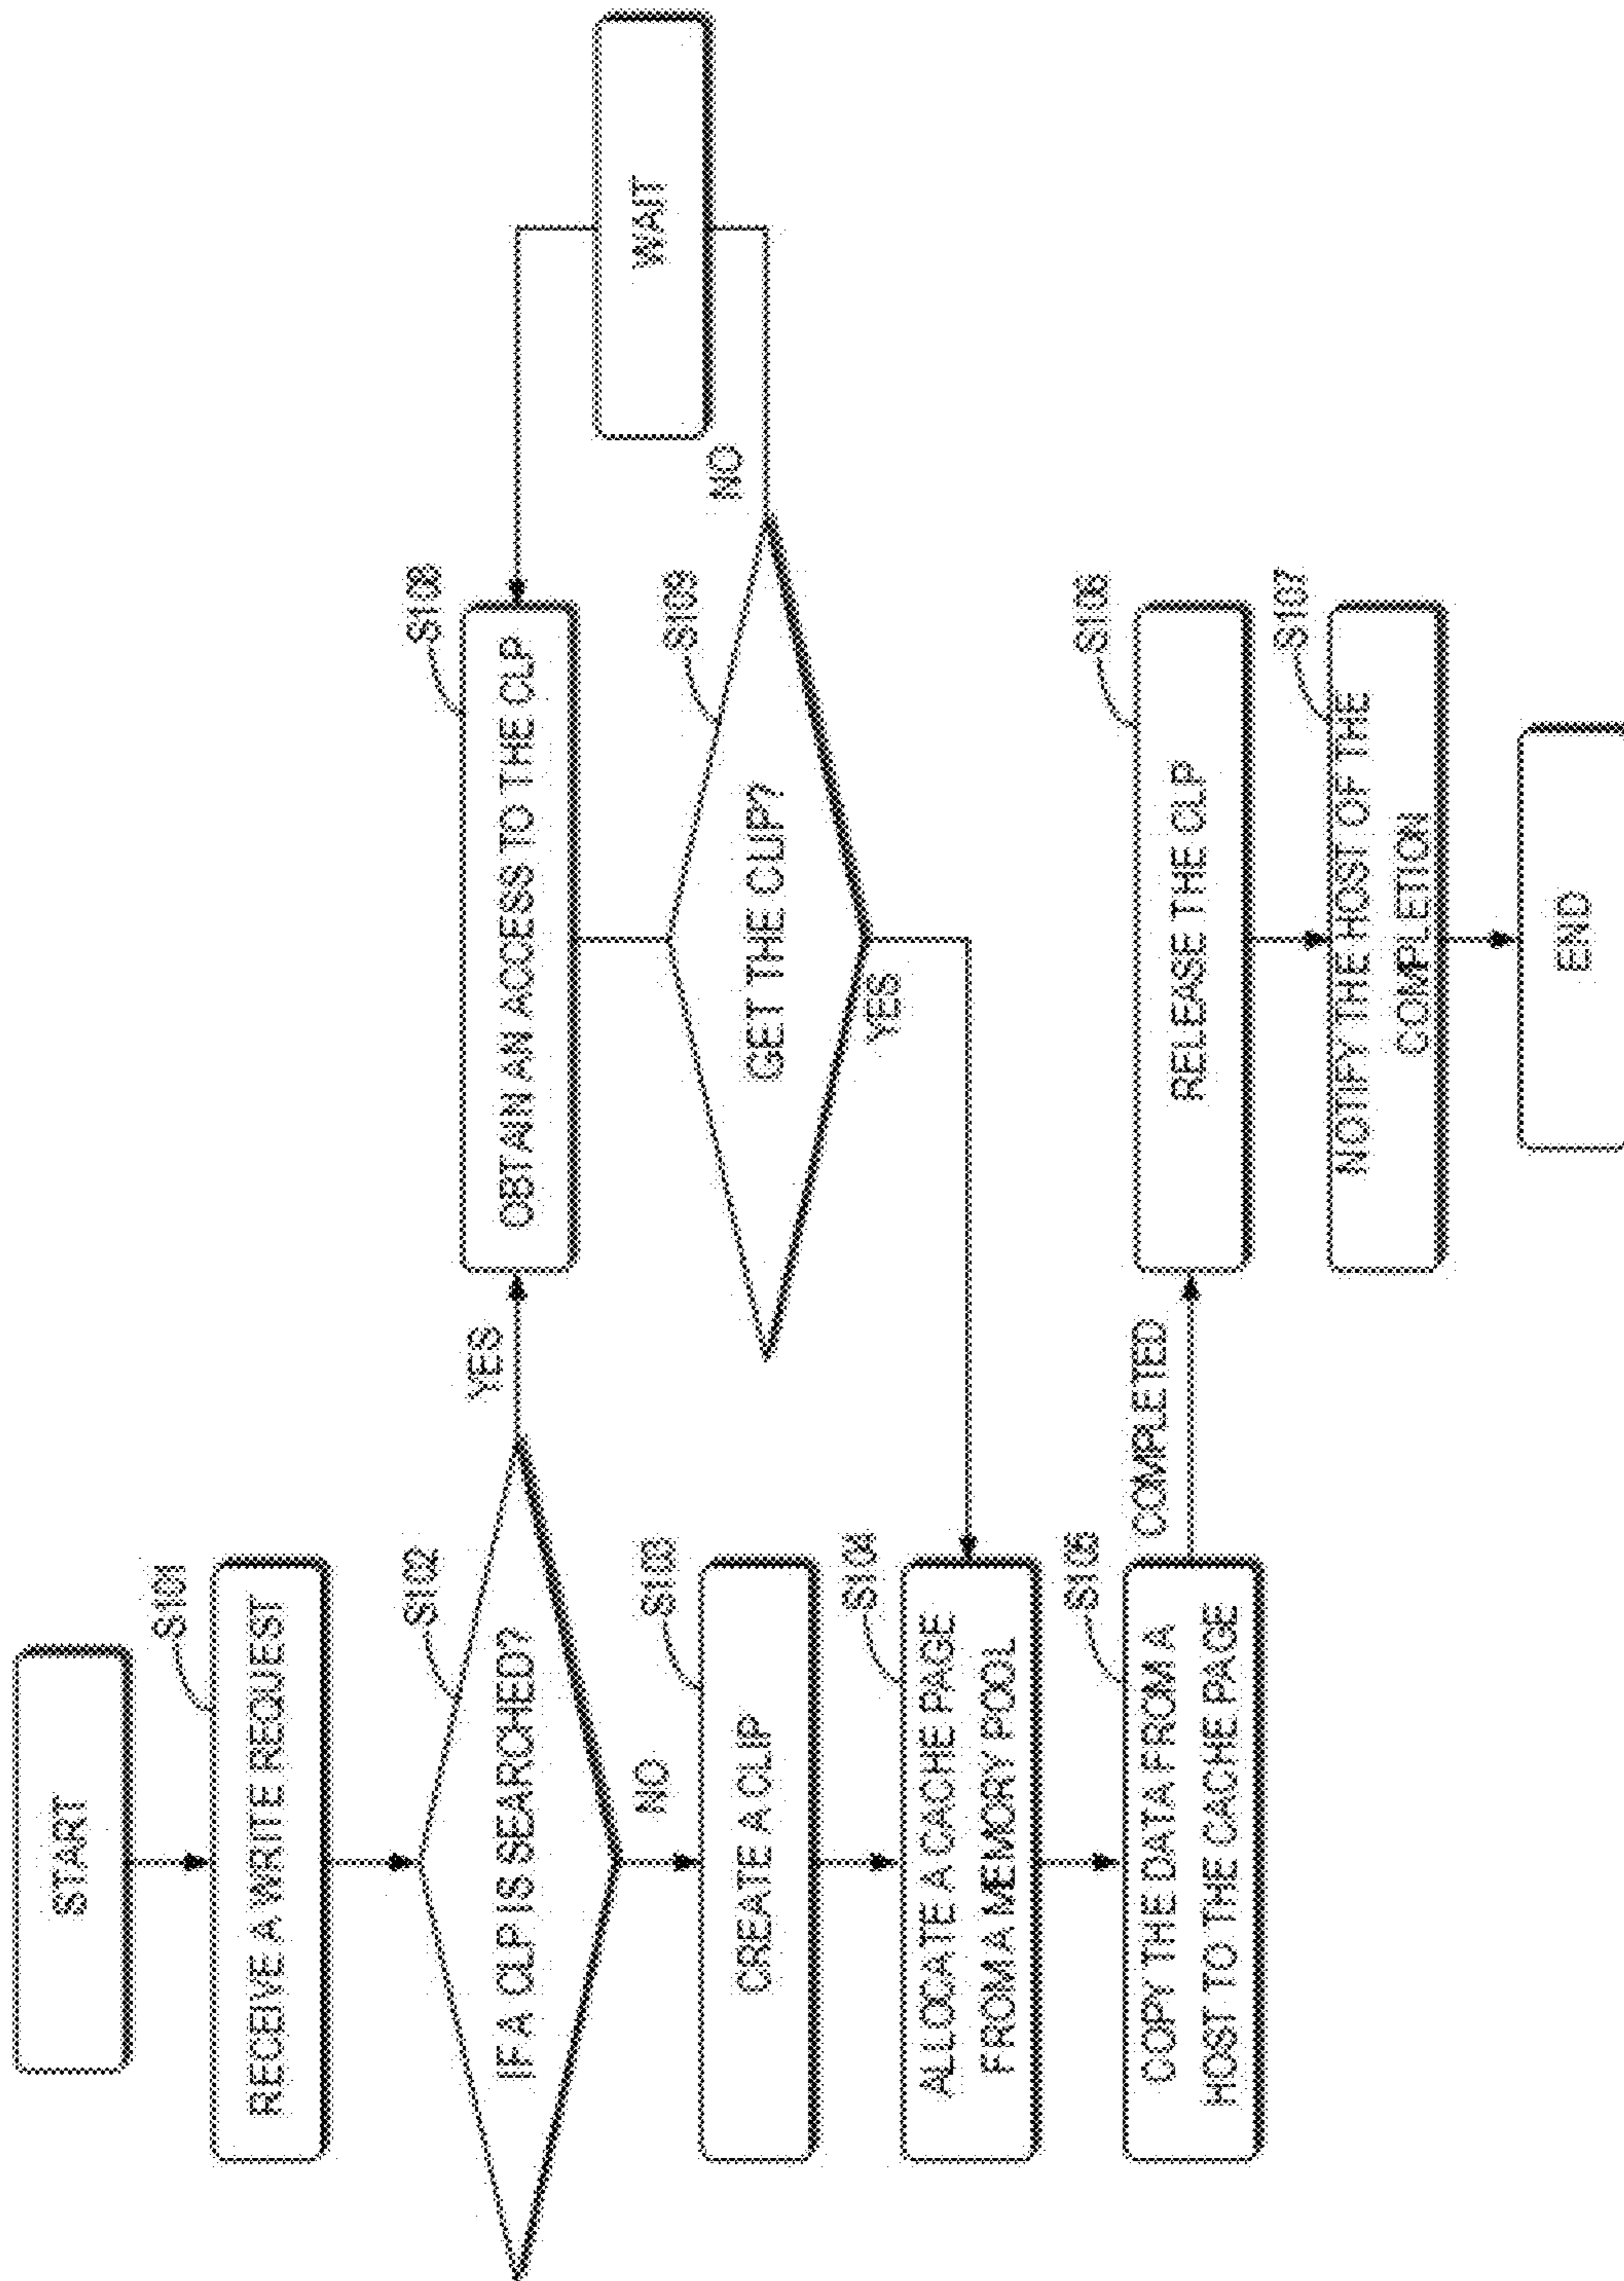 START
S101
RECEIVE A WRITE REQUEST
S102
IF A CLP IS SEARCHED?
YES
NO
S103
CREATE A CLIP
S104
ALLOCATE A CACHE PAGE
FROM A MEMORY POOL
S105
COPY THE DATA FROM A
HOST TO THE CACHE PAGE
COMPLETED
S108
OBTAIN AN ACCESS TO THE CLP
S109
GET THE CLIP?
NO
YES
WAIT
S106
RELEASE THE CLP
S107
NOTIFY THE HOST OF THE
COMPLETION
END